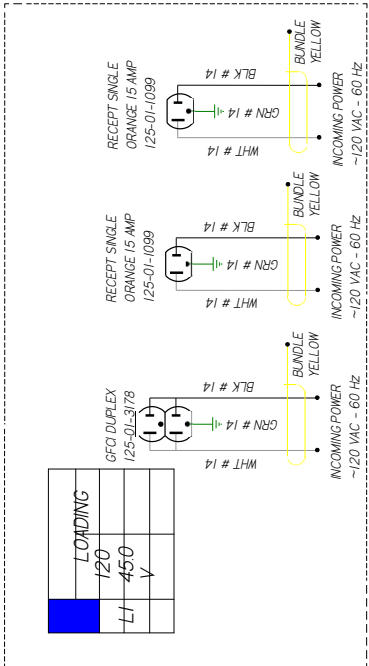 LOADING
120
L1 45.0
V
GFCI DUPLEX
125-01-3178
WHT # 14
GRN # 14
BLK # 14
BUNDLE
YELLOW
INCOMING POWER
~120 VAC - 60 Hz
RECEPT SINGLE
ORANGE 15 AMP
125-01-1099
WHT # 14
GRN # 14
BLK # 14
BUNDLE
YELLOW
INCOMING POWER
~120 VAC - 60 Hz
RECEPT SINGLE
ORANGE 15 AMP
125-01-1099
WHT # 14
GRN # 14
BLK # 14
BUNDLE
YELLOW
INCOMING POWER
~120 VAC - 60 Hz